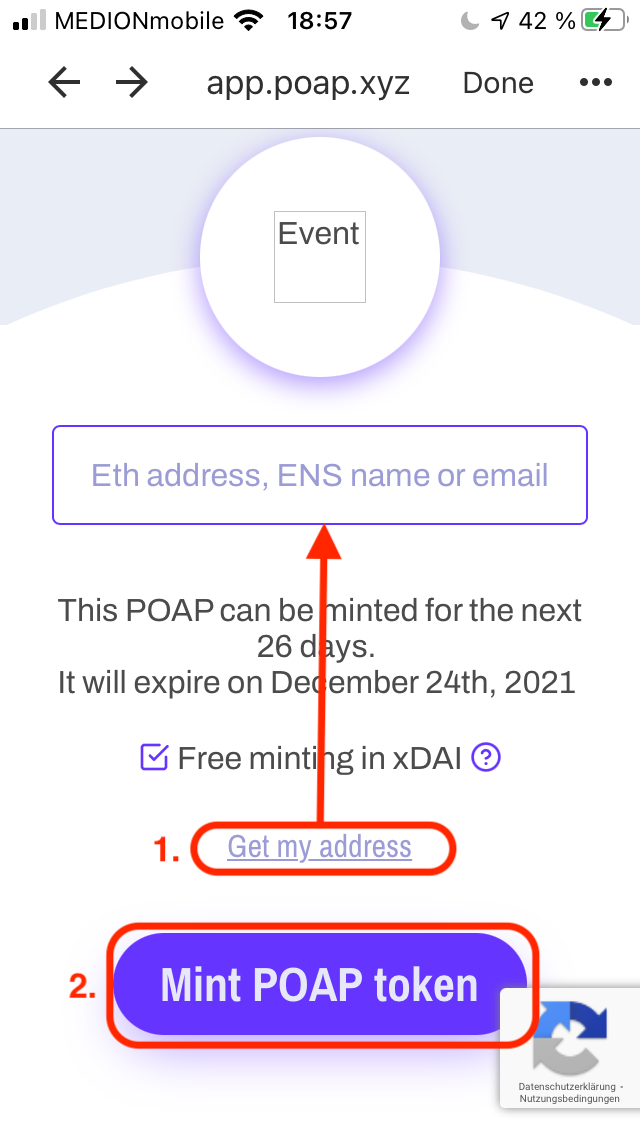 MEDIONmobile 18:57 42 %
app.poap.xyz Done
Event
Eth address, ENS name or email
This POAP can be minted for the next
26 days.
It will expire on December 24th, 2021
Free minting in xDAI ?
1. Get my address
2. Mint POAP token
Datenschutzerklärung -
Nutzungsbedingungen